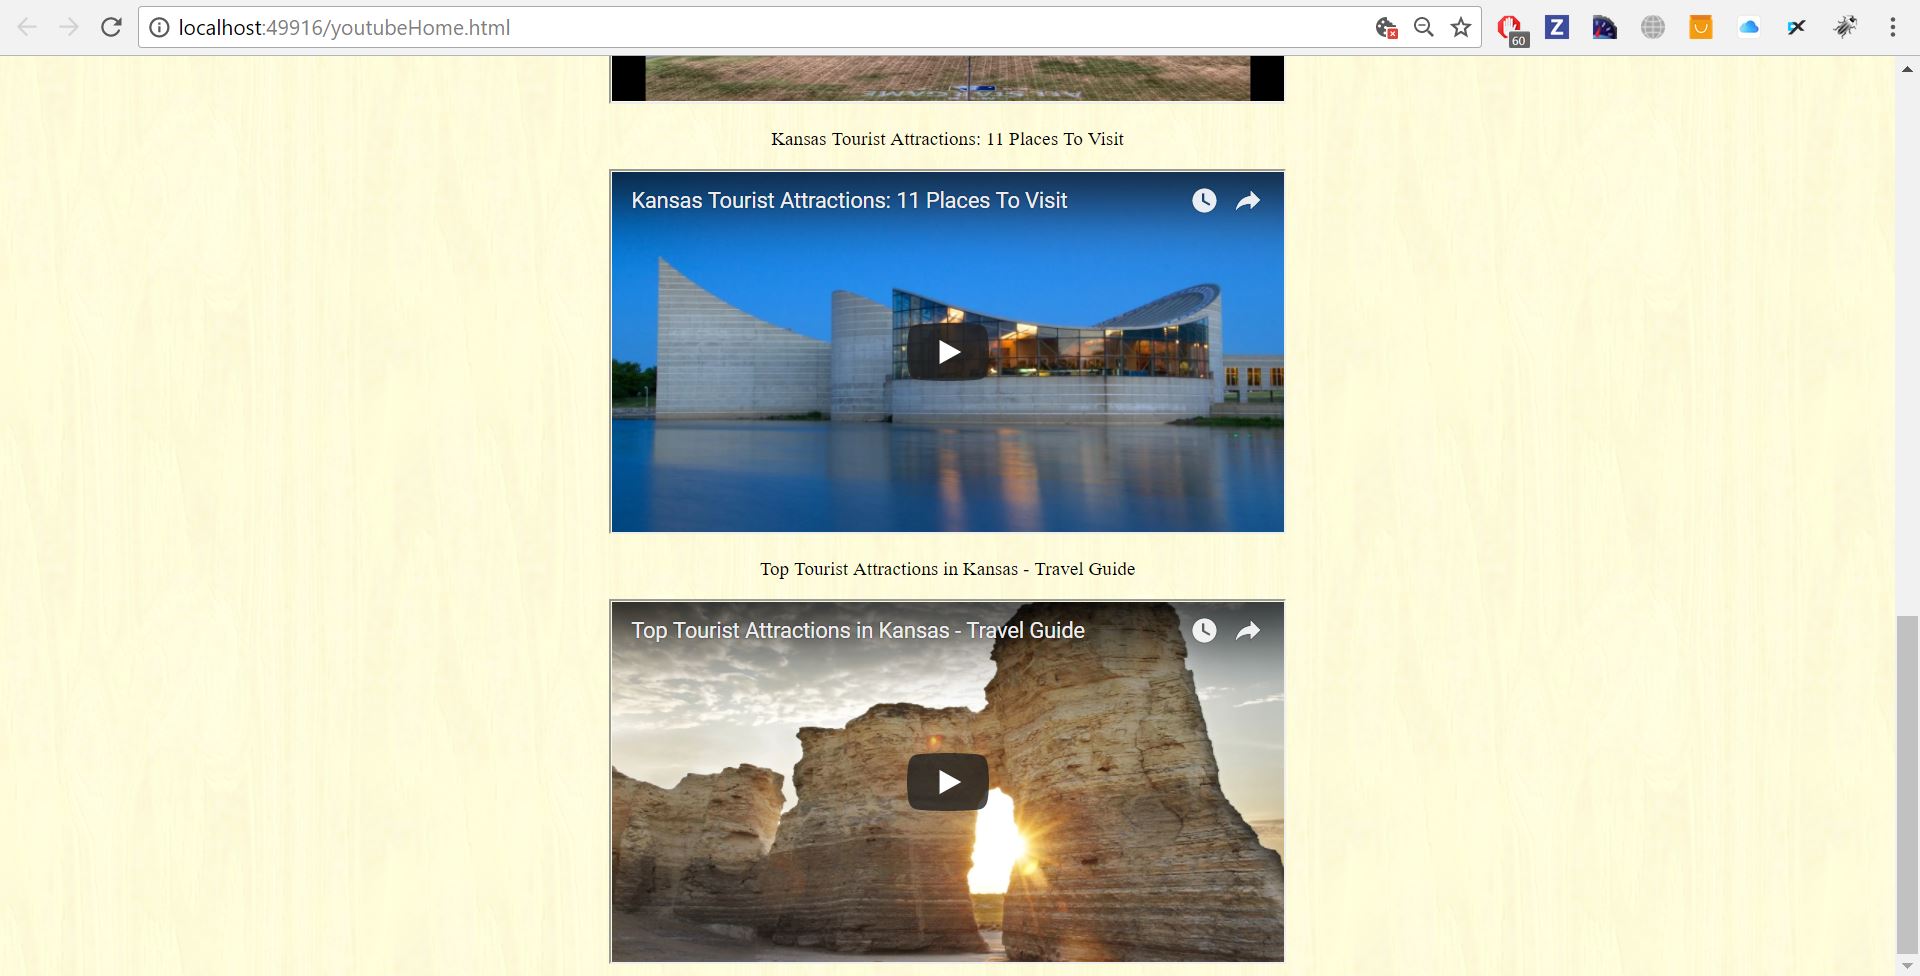 localhost:49916/youtubeHome.html
60
Z
Kansas Tourist Attractions: 11 Places To Visit
Kansas Tourist Attractions: 11 Places To Visit
Top Tourist Attractions in Kansas - Travel Guide
Top Tourist Attractions in Kansas - Travel Guide